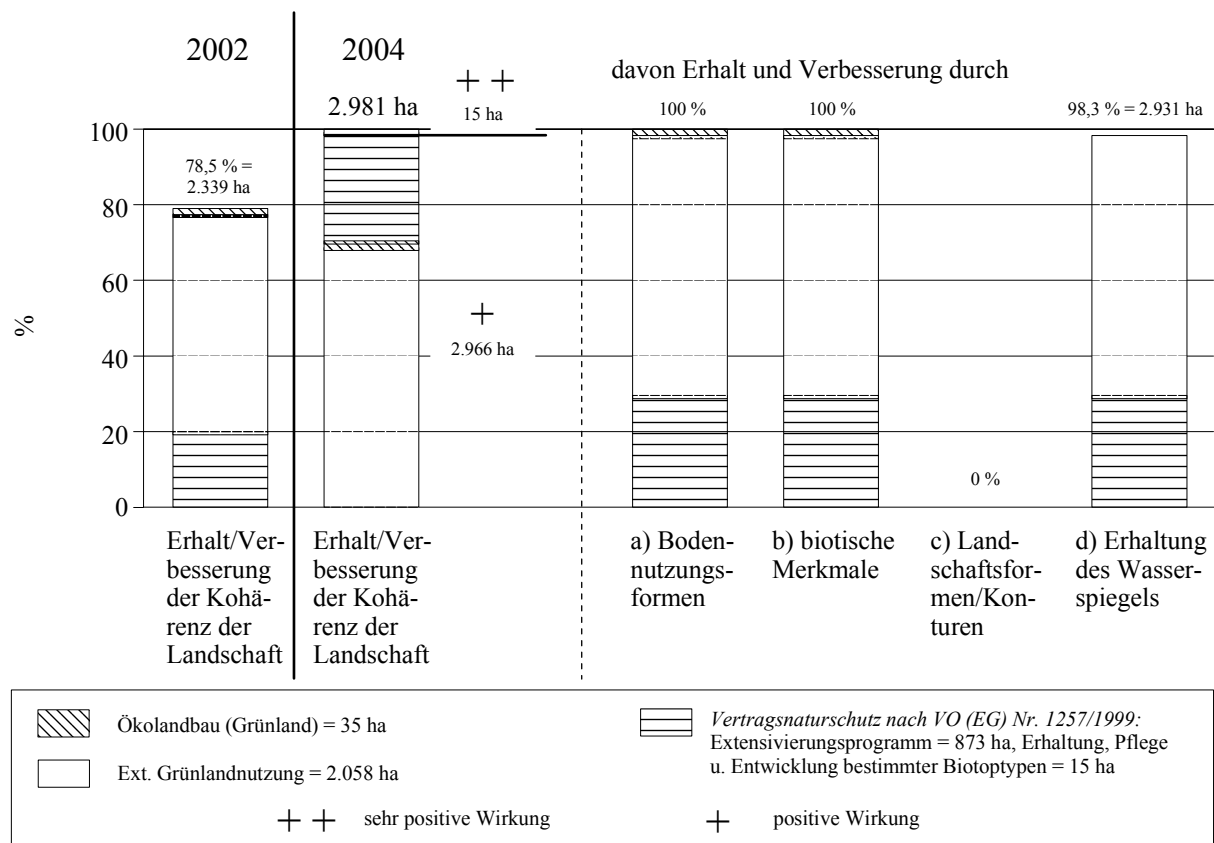 2002
2004
davon Erhalt und Verbesserung durch
2.981 ha
+ +
15 ha
100 %
100 %
98,3 % = 2.931 ha
78,5 % =
2.339 ha
+
2.966 ha
0 %
%
100
80
60
40
20
0
Erhalt/Ver-
besserung
der Kohä-
renz der
Landschaft
Erhalt/Ver-
besserung
der Kohä-
renz der
Landschaft
a) Boden-
nutzungs-
formen
b) biotische
Merkmale
c) Land-
schaftsfor-
men/Kon-
turen
d) Erhaltung
des Wasser-
spiegels
Ökolandbau (Grünland) = 35 ha
Ext. Grünlandnutzung = 2.058 ha
Vertragsnaturschutz nach VO (EG) Nr. 1257/1999:
Extensivierungsprogramm = 873 ha, Erhaltung, Pflege
u. Entwicklung bestimmter Biotoptypen = 15 ha
+ + sehr positive Wirkung
+ positive Wirkung